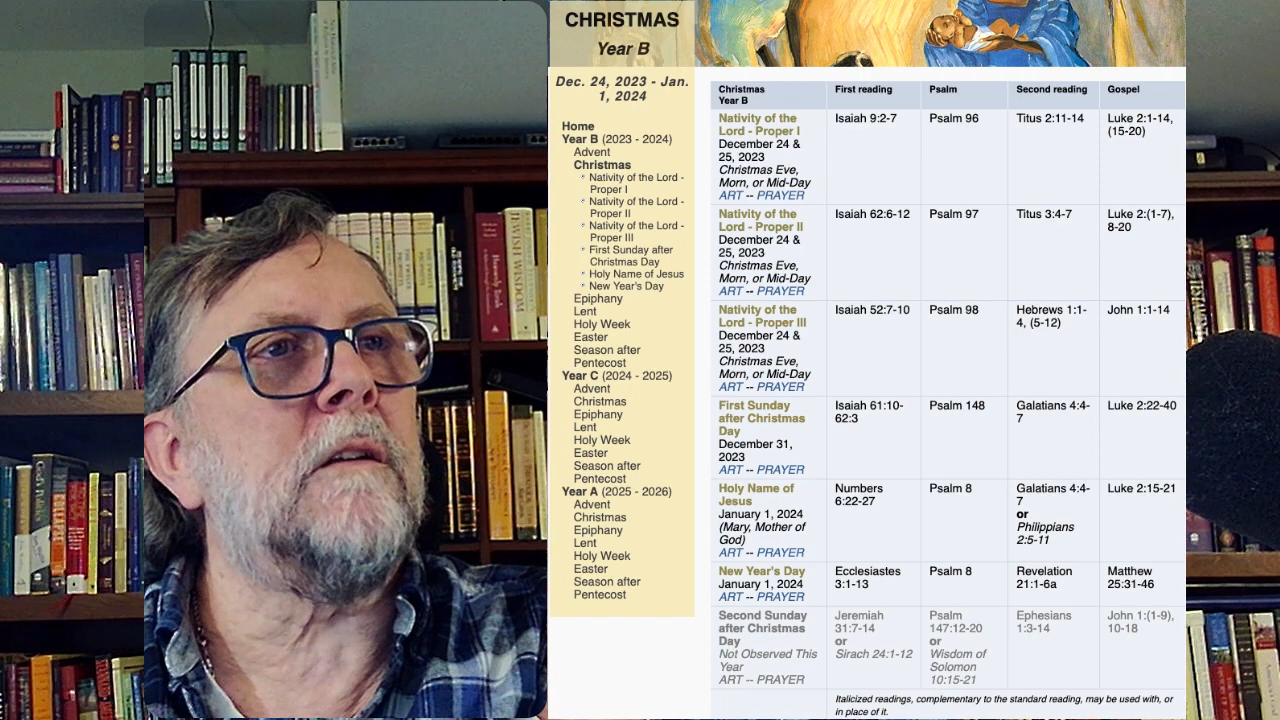 CHRISTMAS
Year B
Dec. 24, 2023 - Jan.
1, 2024
Home
Year B (2023 - 2024)
Advent
Christmas
Nativity of the Lord -
Proper I
Nativity of the Lord -
Proper II
Nativity of the Lord -
Proper III
First Sunday after
Christmas Day
Holy Name of Jesus
New Year's Day
Epiphany
Lent
Holy Week
Easter
Season after
Pentecost
Year C (2024 - 2025)
Advent
Christmas
Epiphany
Lent
Holy Week
Easter
Season after
Pentecost
Year A (2025 - 2026)
Advent
Christmas
Epiphany
Lent
Holy Week
Easter
Season after
Pentecost
Christmas
Year B
First reading
Psalm
Second reading
Gospel
Nativity of the
Lord - Proper I
December 24 &
25, 2023
Christmas Eve,
Morn, or Mid-Day
ART -- PRAYER
Isaiah 9:2-7
Psalm 96
Titus 2:11-14
Luke 2:1-14,
(15-20)
Nativity of the
Lord - Proper II
December 24 &
25, 2023
Christmas Eve,
Morn, or Mid-Day
ART -- PRAYER
Isaiah 62:6-12
Psalm 97
Titus 3:4-7
Luke 2:(1-7),
8-20
Nativity of the
Lord - Proper III
December 24 &
25, 2023
Christmas Eve,
Morn, or Mid-Day
ART -- PRAYER
Isaiah 52:7-10
Psalm 98
Hebrews 1:1-
4, (5-12)
John 1:1-14
First Sunday
after Christmas
Day
December 31,
2023
ART -- PRAYER
Isaiah 61:10-
62:3
Psalm 148
Galatians 4:4-
7
Luke 2:22-40
Holy Name of
Jesus
January 1, 2024
(Mary, Mother of
God)
ART -- PRAYER
Numbers
6:22-27
Psalm 8
Galatians 4:4-
7
or
Philippians
2:5-11
Luke 2:15-21
New Year's Day
January 1, 2024
ART -- PRAYER
Ecclesiastes
3:1-13
Psalm 8
Revelation
21:1-6a
Matthew
25:31-46
Second Sunday
after Christmas
Day
Not Observed This
Year
ART -- PRAYER
Jeremiah
31:7-14
or
Sirach 24:1-12
Psalm
147:12-20
or
Wisdom of
Solomon
10:15-21
Ephesians
1:3-14
John 1:(1-9),
10-18
Italicized readings, complementary to the standard reading, may be used with, or
in place of it.
JEWISH WISDOM